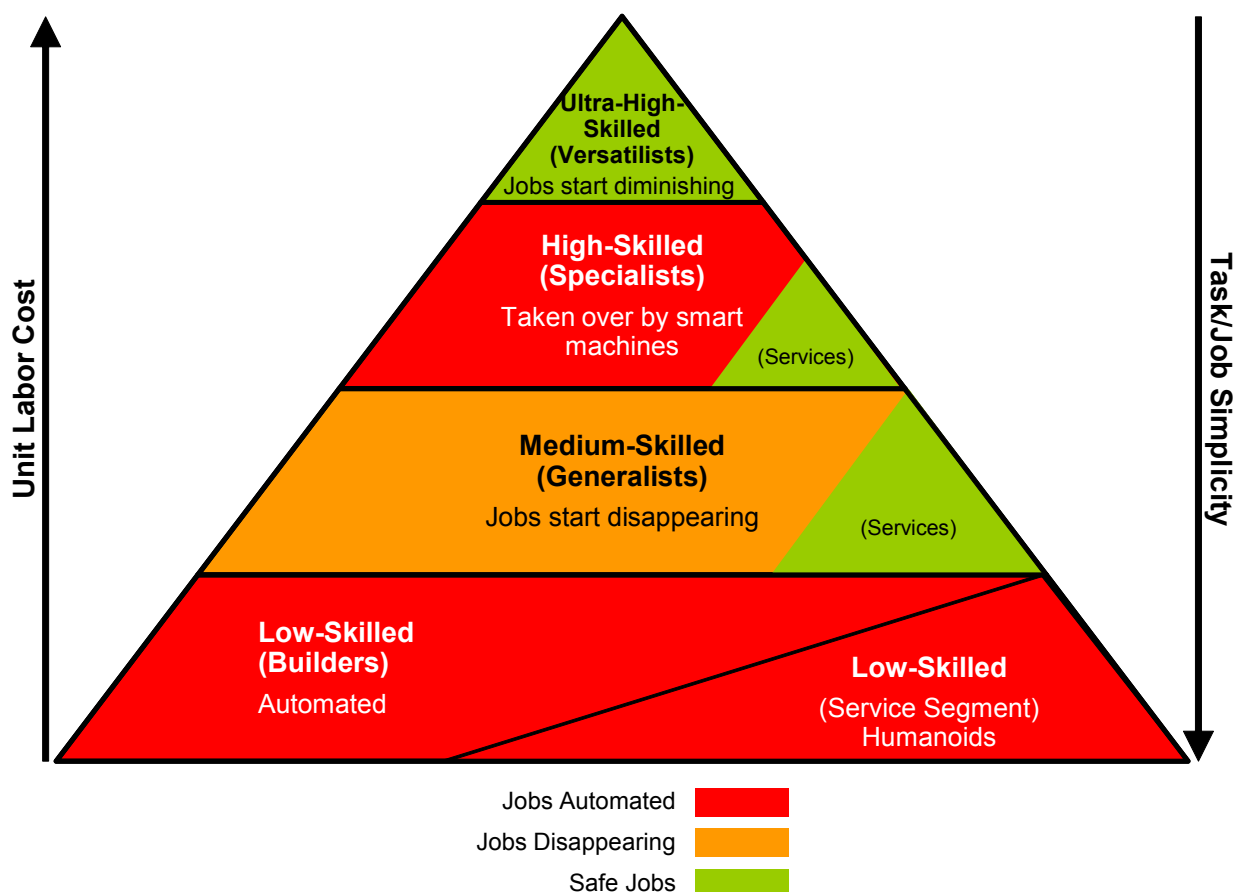 Unit Labor Cost
Ultra-High-
Skilled
(Versatilists)
Jobs start diminishing
High-Skilled
(Specialists)
Taken over by smart
machines
(Services)
Medium-Skilled
(Generalists)
Jobs start disappearing
(Services)
Low-Skilled
(Builders)
Automated
Low-Skilled
(Service Segment)
Humanoids
Task/Job Simplicity
Jobs Automated
Jobs Disappearing
Safe Jobs